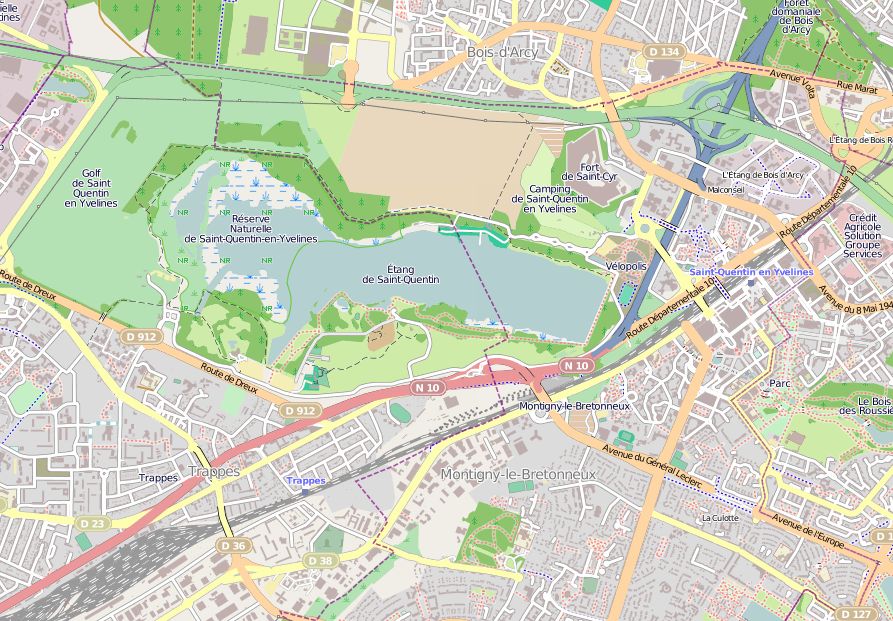 Forêt
domaniale
de Bois
d'Arcy
Bois-d'Arcy
D 134
Avenue Volta
Rue Marat
L'Étang de Bois
Golf
de Saint
Quentin
en Yvelines
NR
NR
Fort
de Saint-Cyr
L'Étang de Bois d'Arcy
Malconseil
Camping
de Saint-Quentin
en Yvelines
NR
NR
Réserve
Naturelle
de Saint-Quentin-en-Yvelines
Route Départementale 10
Crédit
Agricole
Solution
Groupe
Services
NR
NR
Étang
de Saint-Quentin
Vélopolis
Saint-Quentin en Yvelines
Route de Dreux
NR
NR
Route Départementale 10
Avenue du 8 Mai 194
D 912
Route de Dreux
N 10
N 10
Parc
D 912
Montigny-le-Bretonneux
Le Bois
des Roussiè
Trappes
Trappes
Trappes
Montigny-le-Bretonneux
Avenue du Général Leclerc
D 23
La Culotte
Avenue de l'Europe
D 36
D 38
D 1
D 127